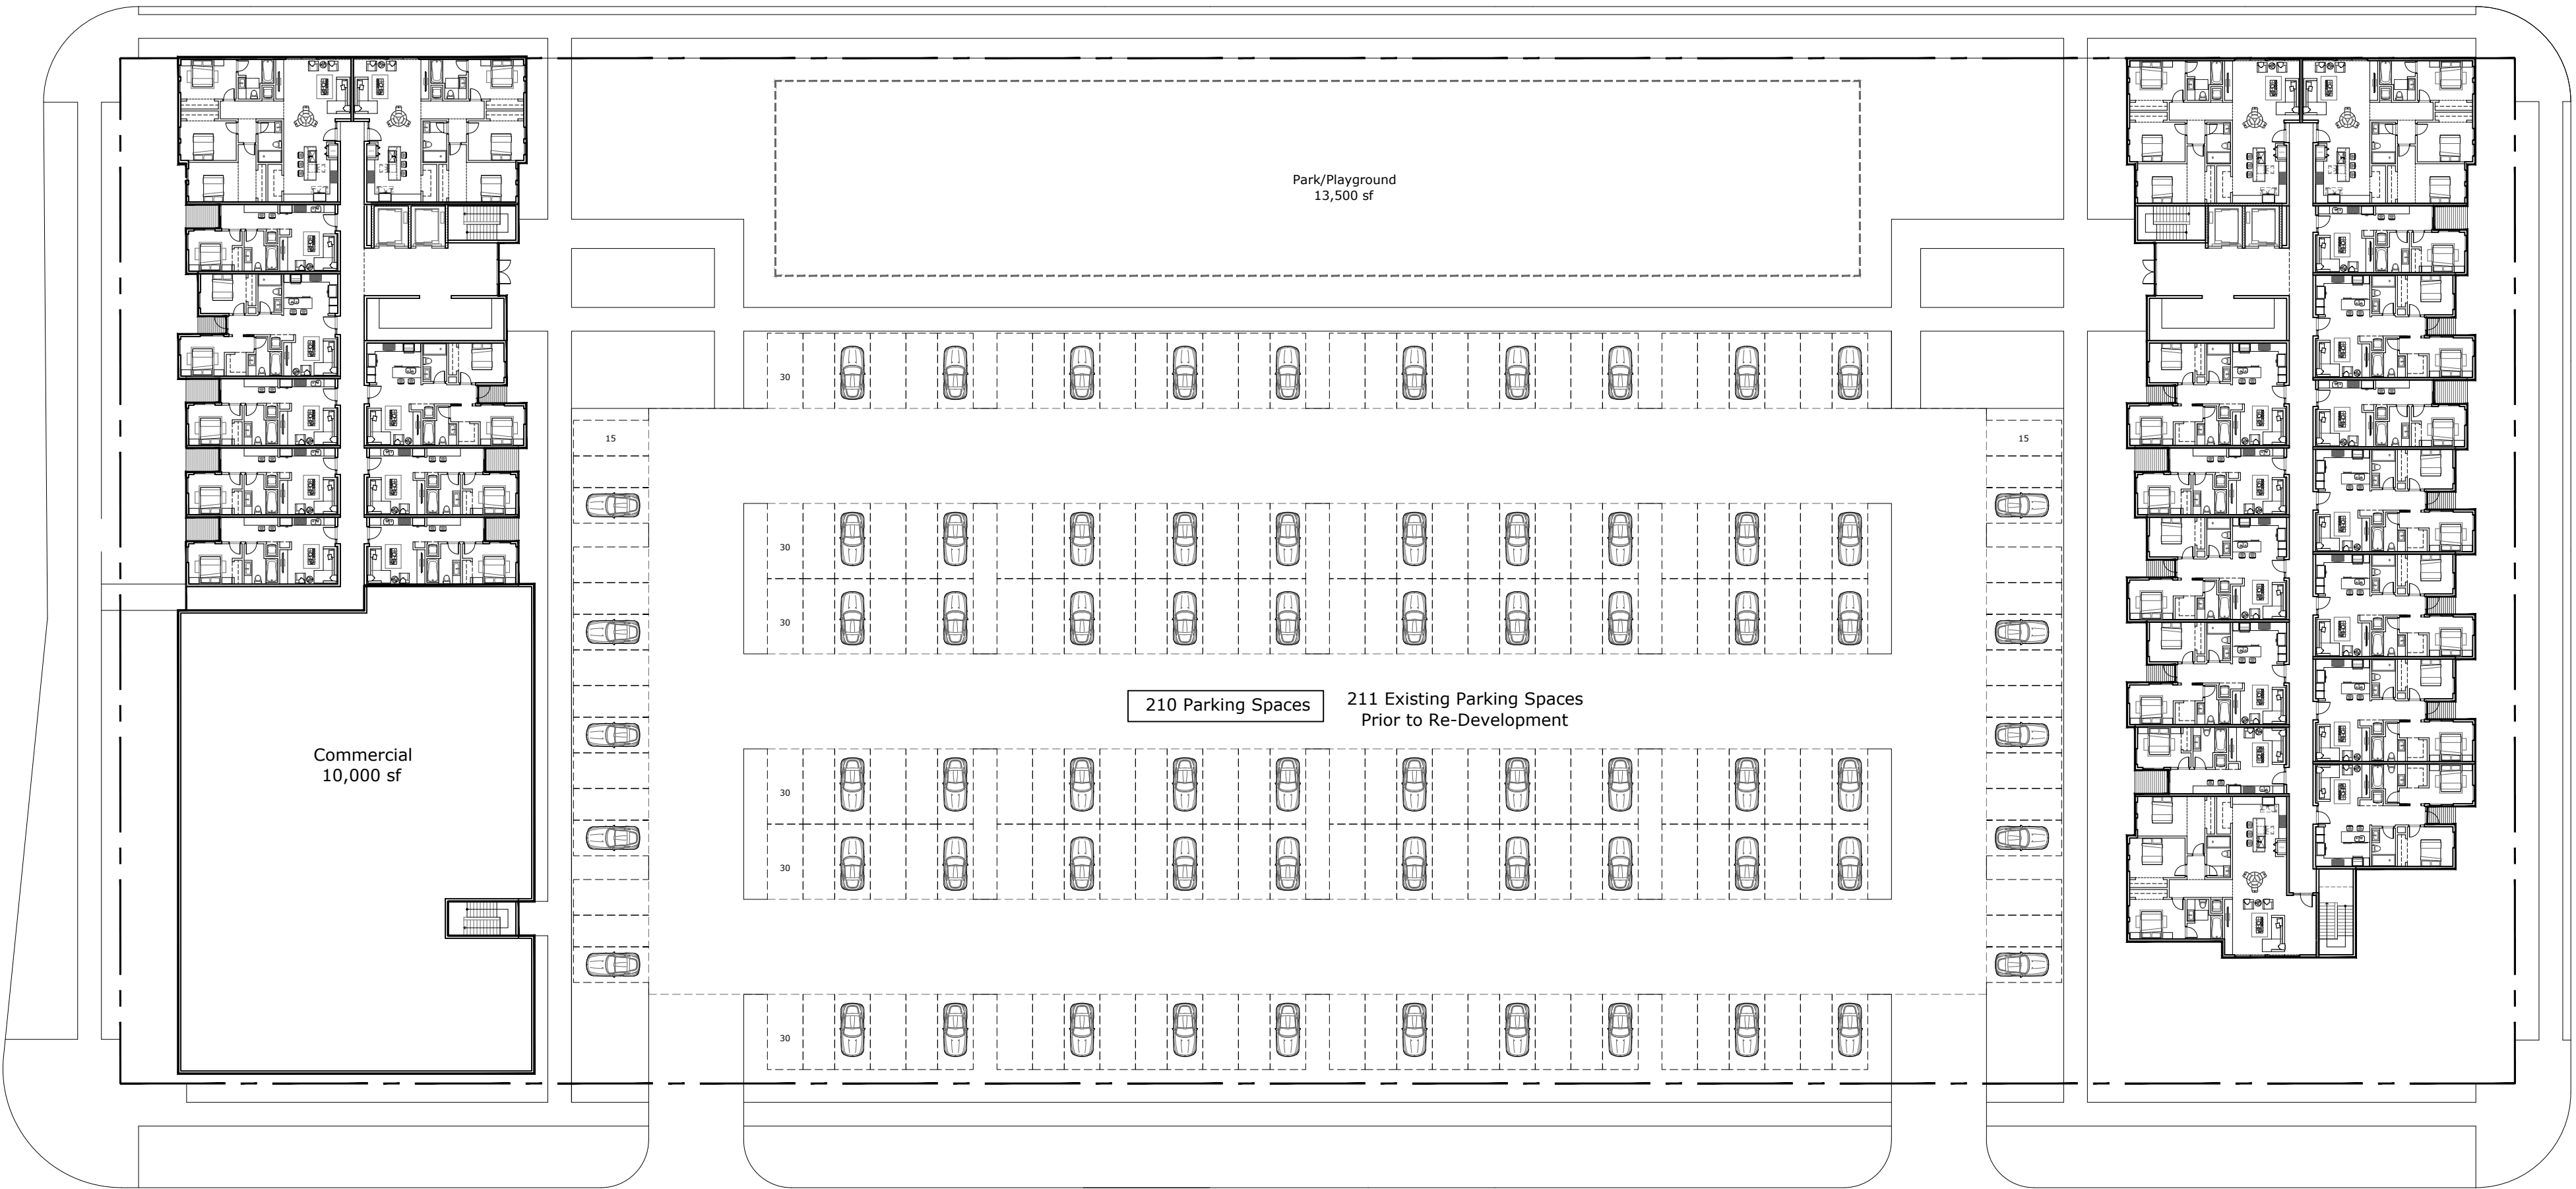 Park/Playground
13,500 sf
30
15
15
30
30
210 Parking Spaces
211 Existing Parking Spaces
Prior to Re-Development
Commercial
10,000 sf
30
30
30